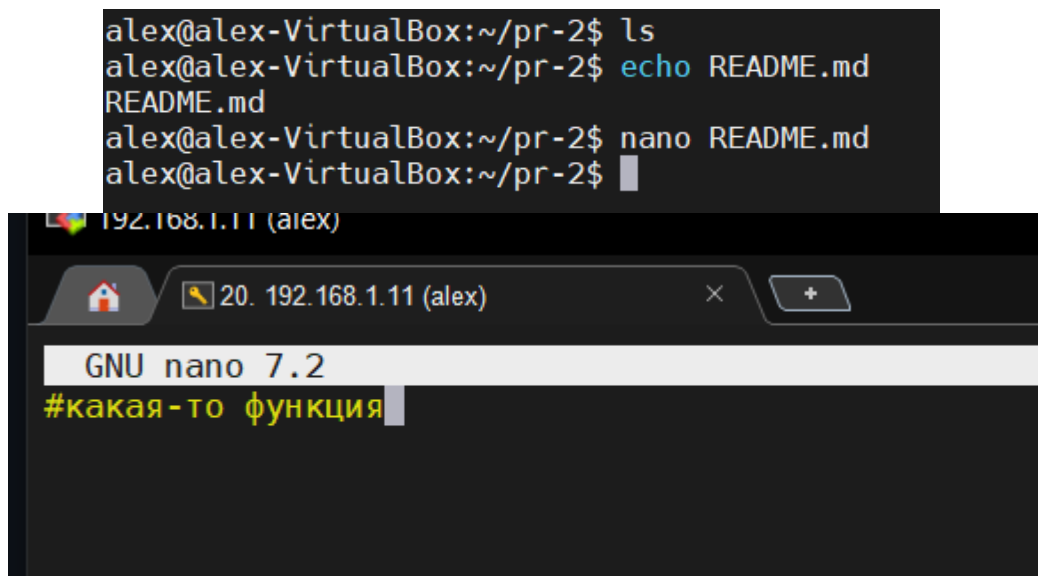 alex@alex-VirtualBox:~/pr-2$ ls
alex@alex-VirtualBox:~/pr-2$ echo README.md
README.md
alex@alex-VirtualBox:~/pr-2$ nano README.md
alex@alex-VirtualBox:~/pr-2$
192.168.1.11 (alex)
20. 192.168.1.11 (alex)
GNU nano 7.2
#какая-то функция